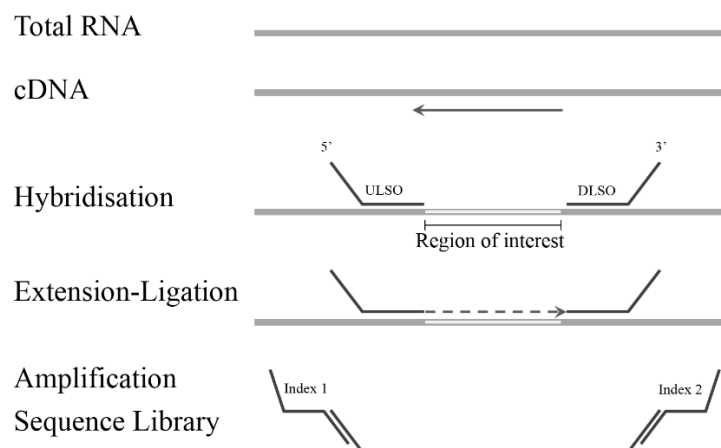 Total RNA
cDNA
5’ 3’
ULSO DLSO
Hybridisation
Region of interest
Extension-Ligation
Amplification
Index 1 Index 2
Sequence Library